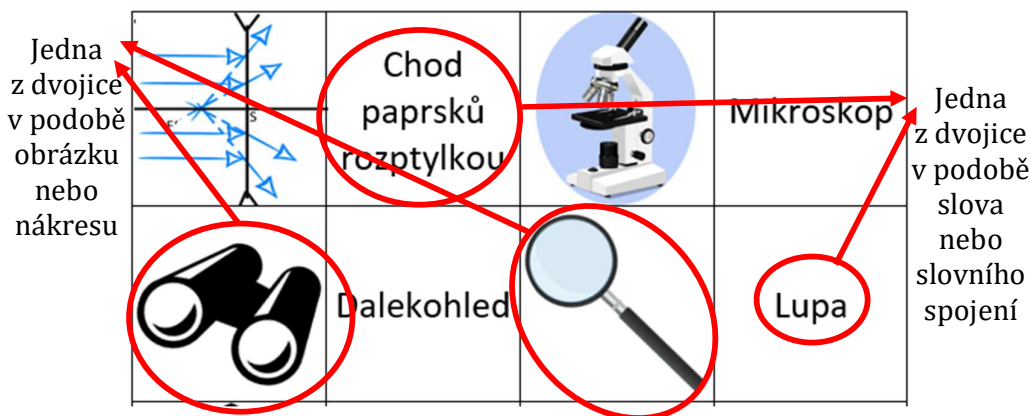 Jedna
z dvojice
v podobě
obrázku
nebo
nákresu
Chod
paprsků
rozptylkou
Mikroskop
Dalekohled
Lupa
Jedna
z dvojice
v podobě
slova
nebo
slovního
spojení